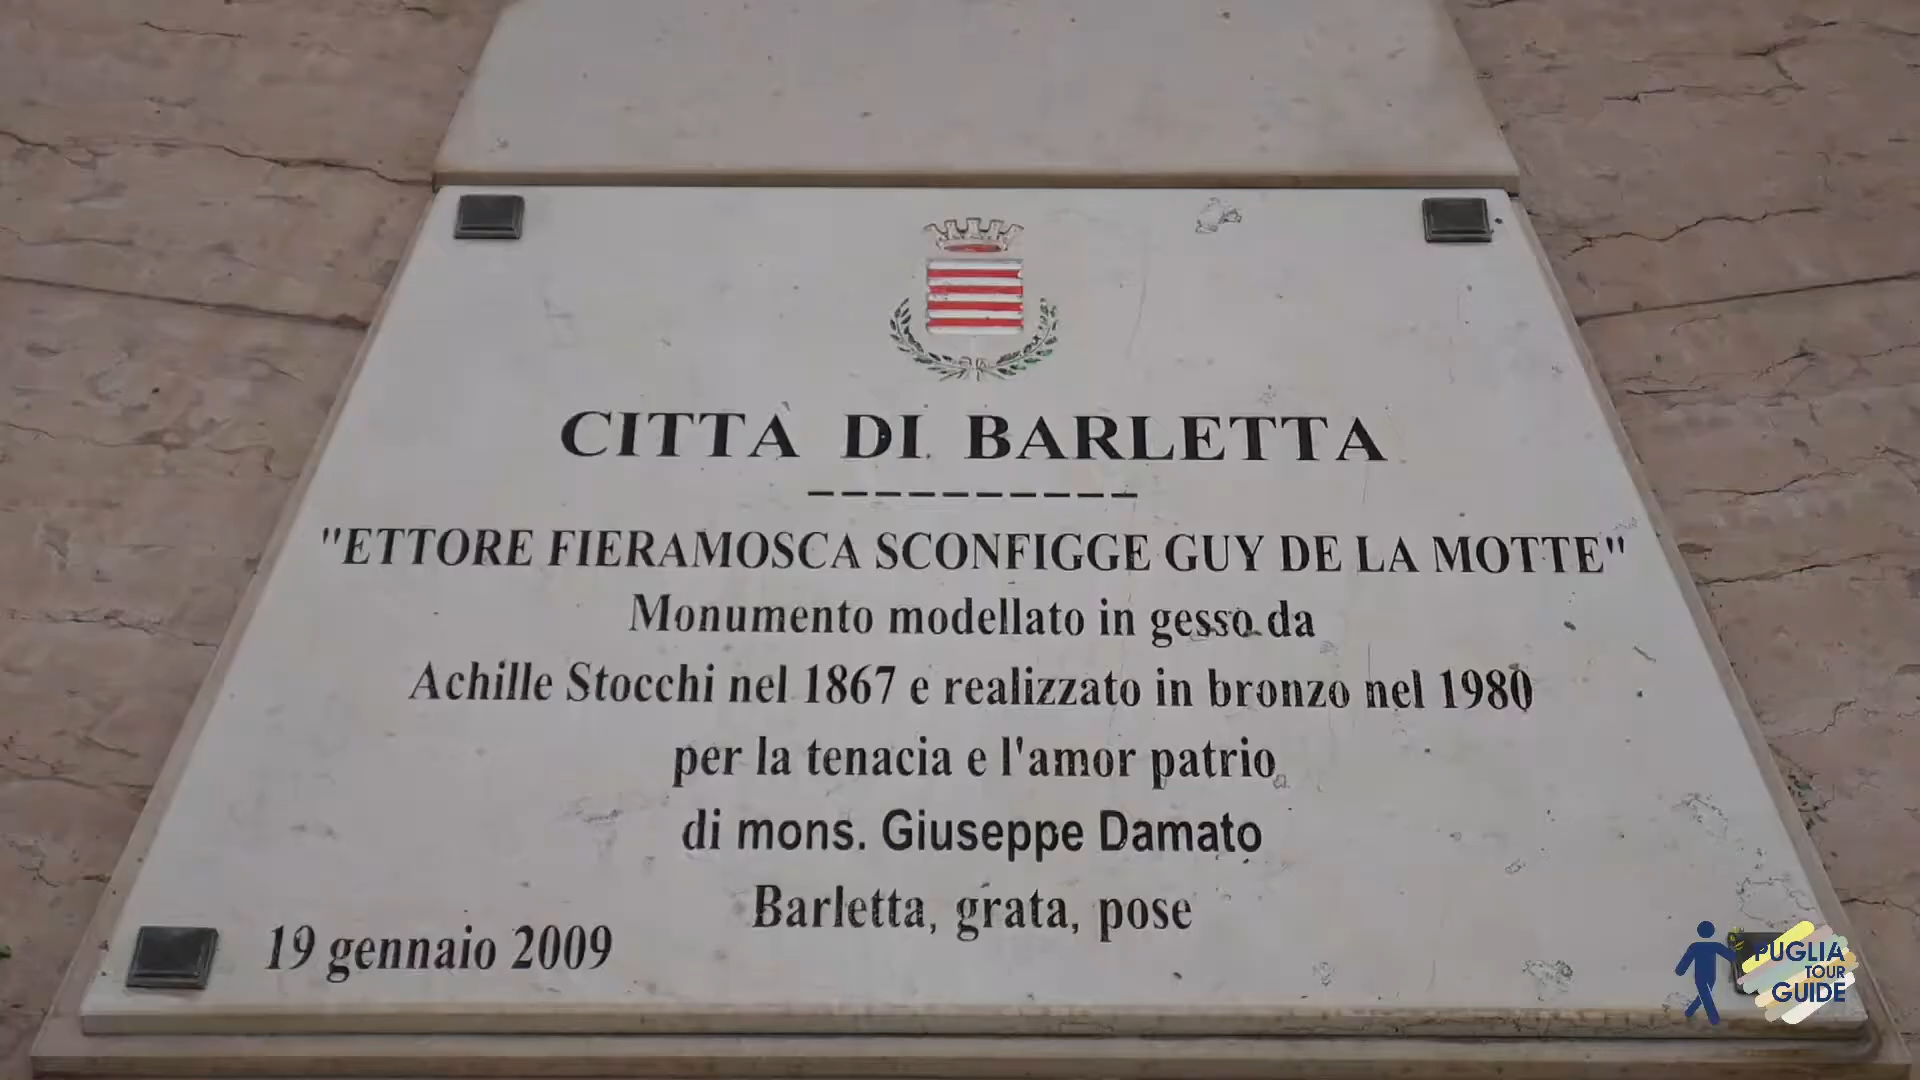 CITTÀ DI BARLETTA
----------
"ETTORE FIERAMOSCA SCONFIGGE GUY DE LA MOTTE"
Monumento modellato in gesso da
Achille Stocchi nel 1867 e realizzato in bronzo nel 1980
per la tenacia e l'amor patrio
di mons. Giuseppe Damato
Barletta, grata, pose
19 gennaio 2009
PUGLIA
TOUR
GUIDE